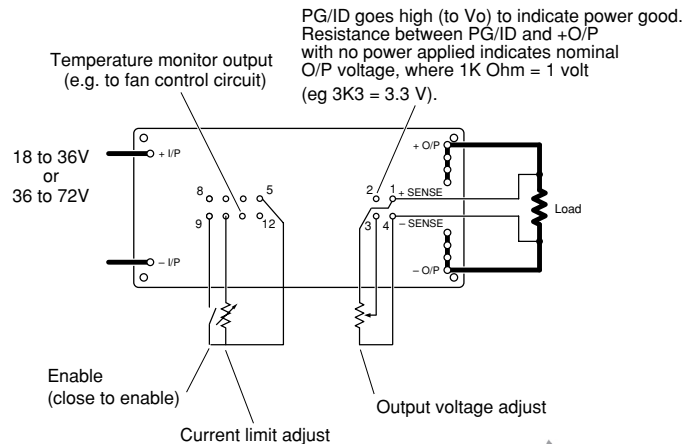 PG/ID goes high (to Vo) to indicate power good.
Resistance between PG/ID and +O/P
with no power applied indicates nominal
O/P voltage, where 1K Ohm = 1 volt
(eg 3K3 = 3.3 V).
Temperature monitor output
(e.g. to fan control circuit)
18 to 36V
or
36 to 72V
+ I/P
– I/P
8
5
9
12
2
1
3
4
+ O/P
+ SENSE
– SENSE
– O/P
Load
Enable
(close to enable)
Current limit adjust
Output voltage adjust